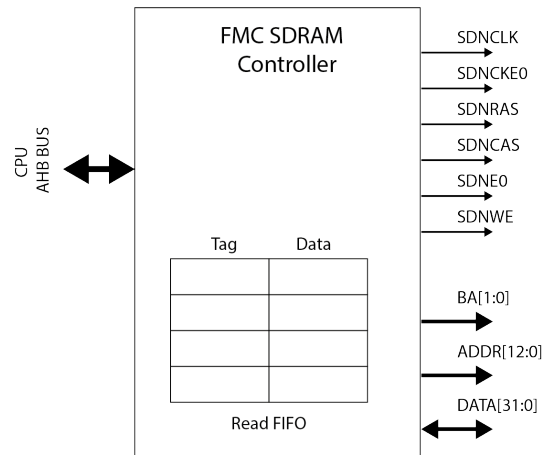 FMC SDRAM
Controller
CPU
AHB BUS
SDNCLK
SDNCKE0
SDNRAS
SDNCAS
SDNE0
SDNWE
Tag Data
BA[1:0]
ADDR[12:0]
DATA[31:0]
Read FIFO